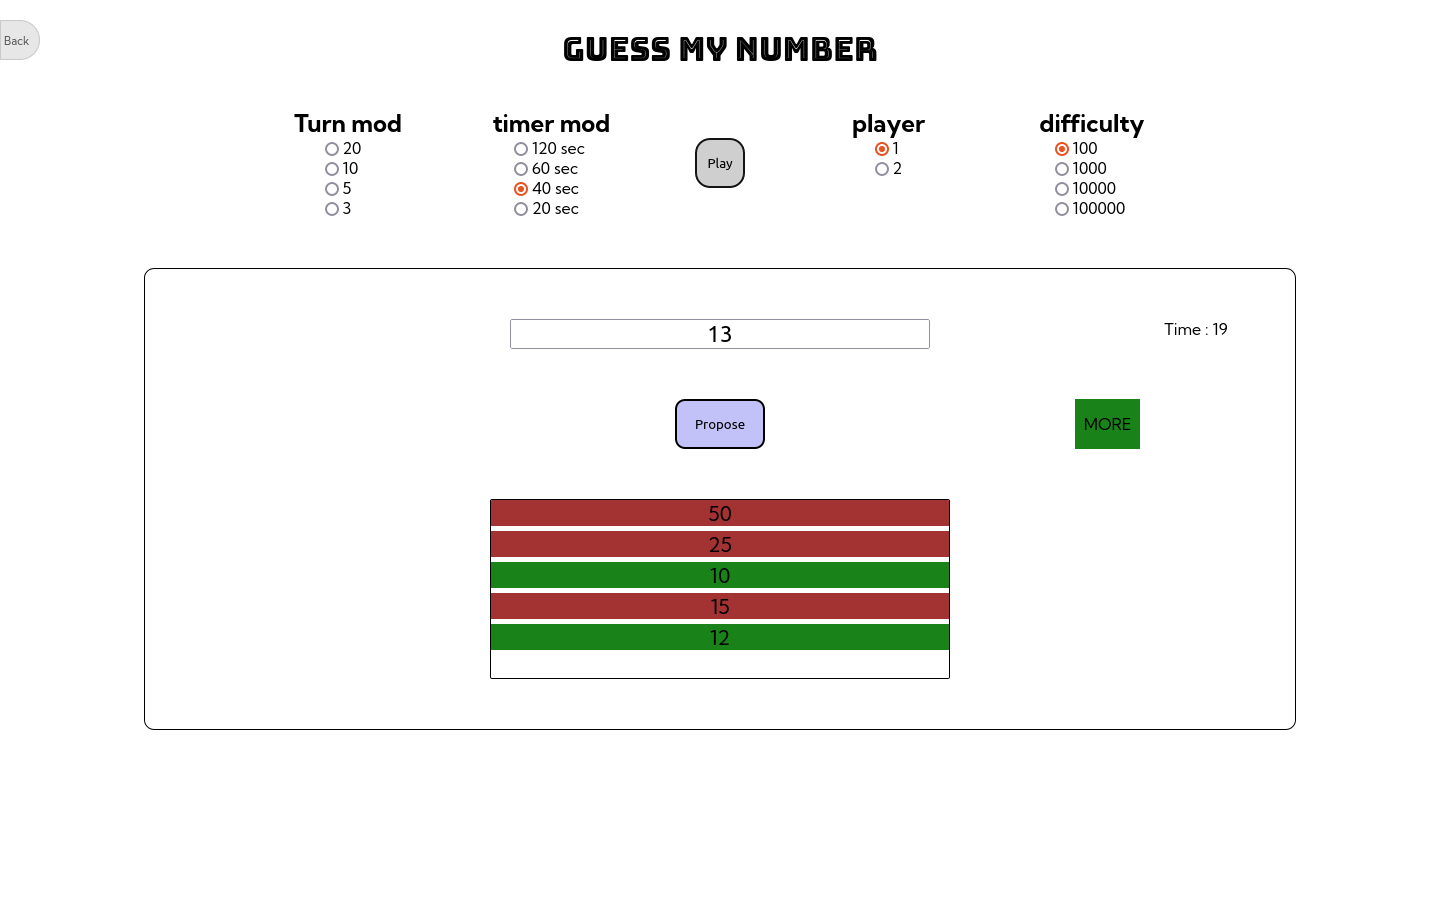 Back
GUESS MY NUMBER
Turn mod
20
10
5
3
timer mod
120 sec
60 sec
40 sec
20 sec
Play
player
1
2
difficulty
100
1000
10000
100000
13
Time : 19
Propose
MORE
50
25
10
15
12